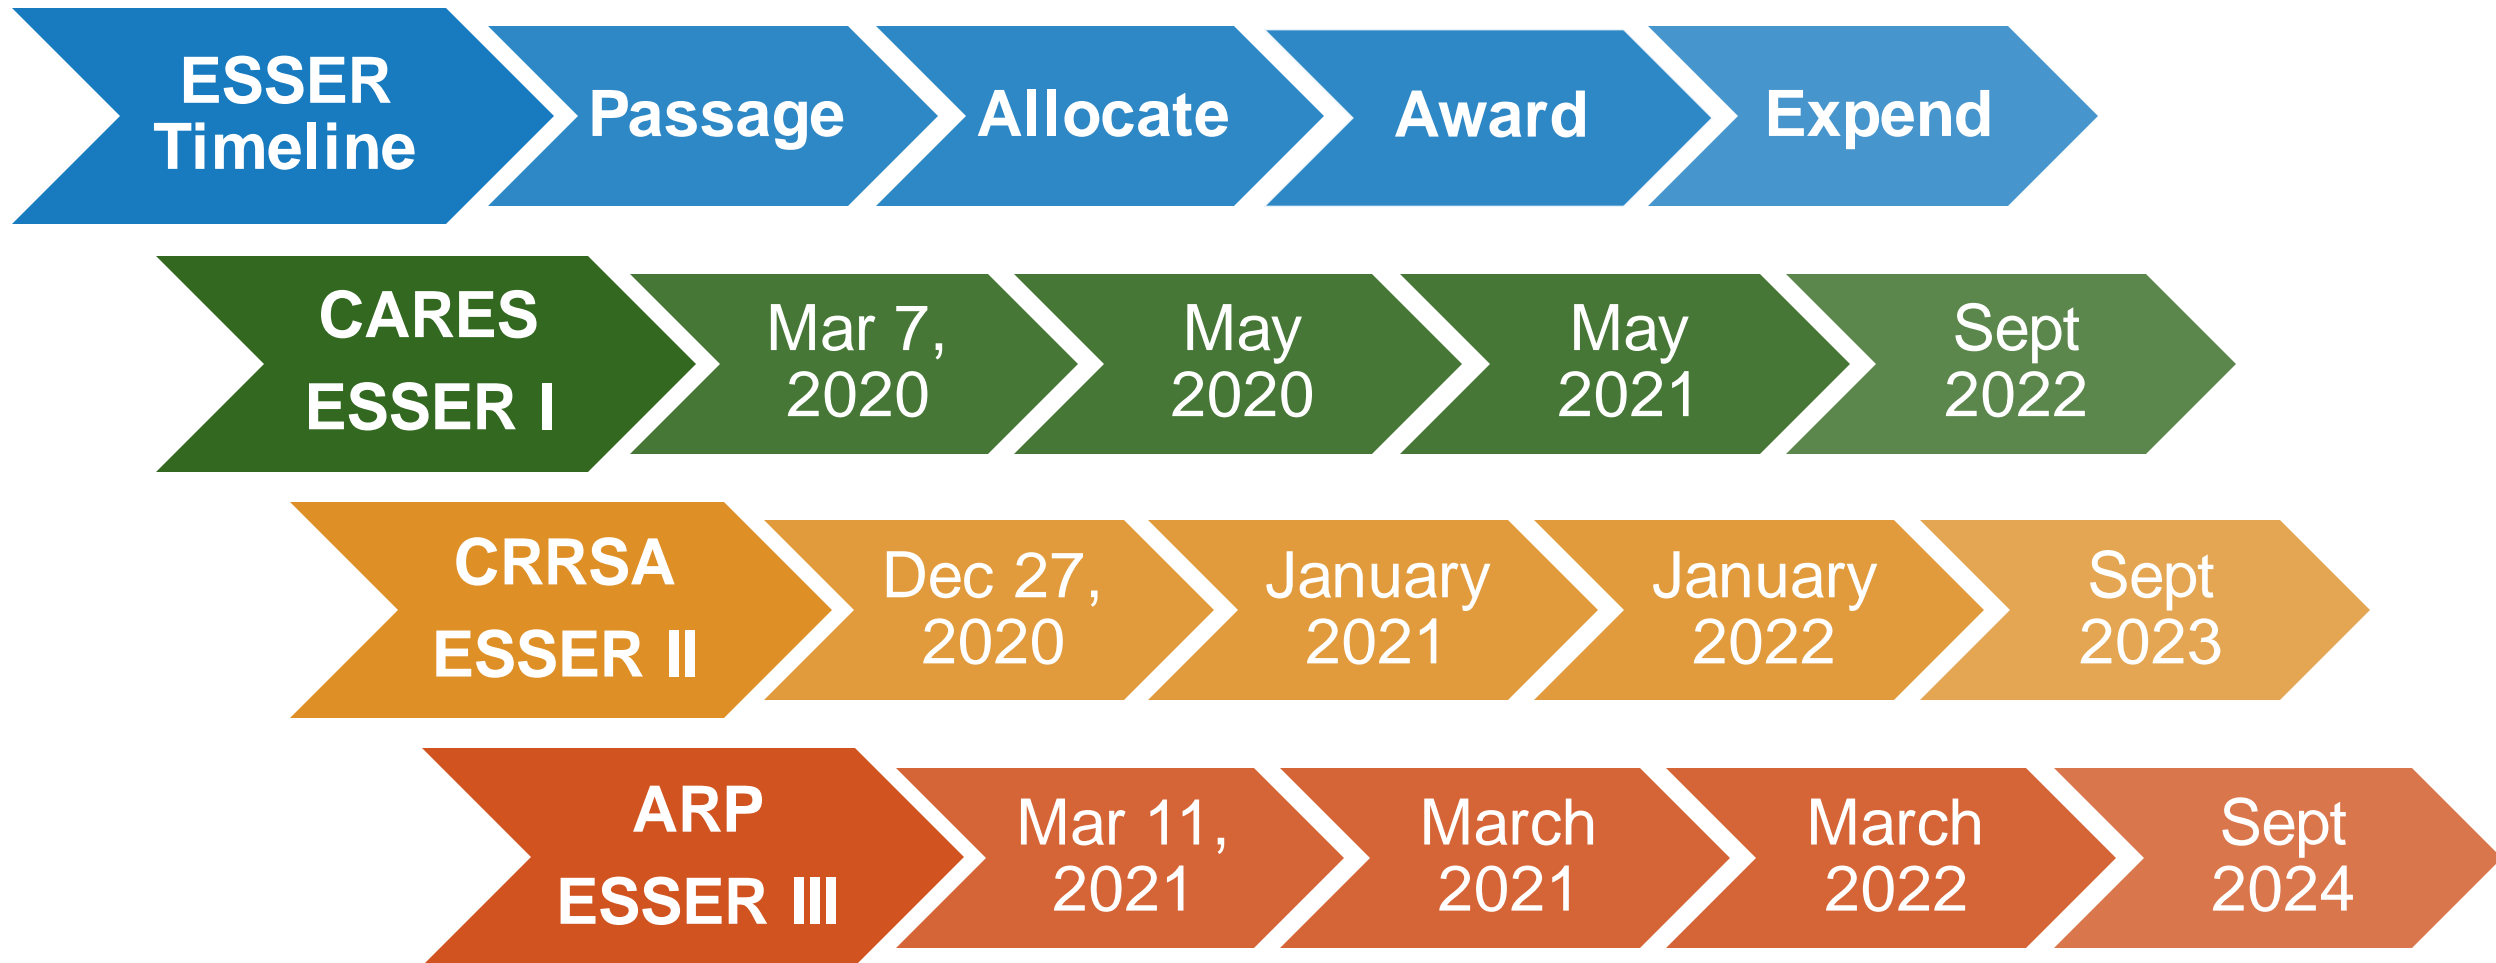 ESSER
Timeline
Passage
Allocate
Award
Expend
CARES
ESSER I
Mar 7,
2020
May
2020
May
2021
Sept
2022
CRRSA
ESSER II
Dec 27,
2020
January
2021
January
2022
Sept
2023
ARP
ESSER III
Mar 11,
2021
March
2021
March
2022
Sept
2024